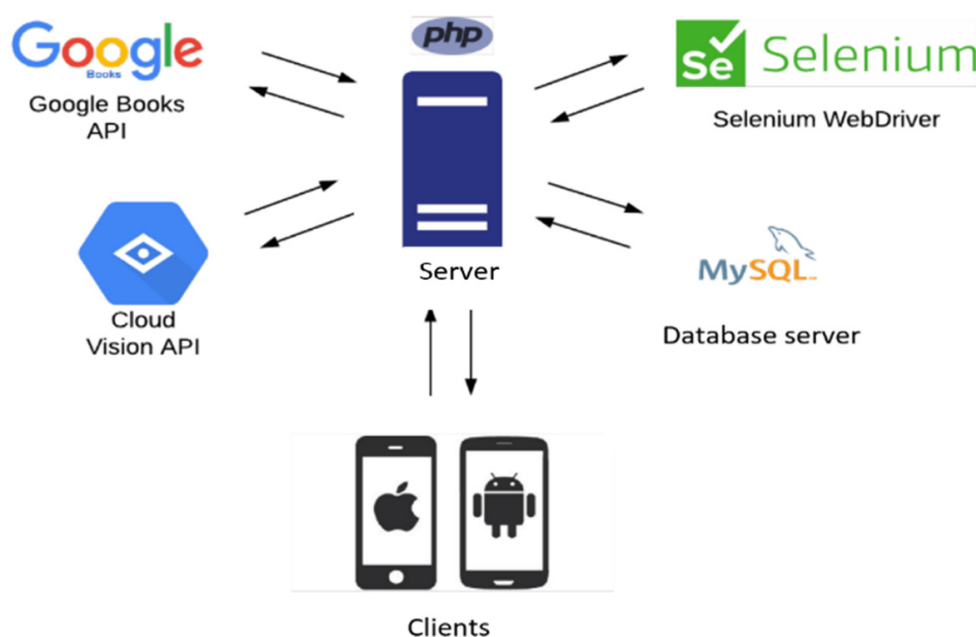 Google
Books
Google Books
API
php
Server
Se Selenium
Selenium WebDriver
Cloud
Vision API
MySQL
Database server
Clients